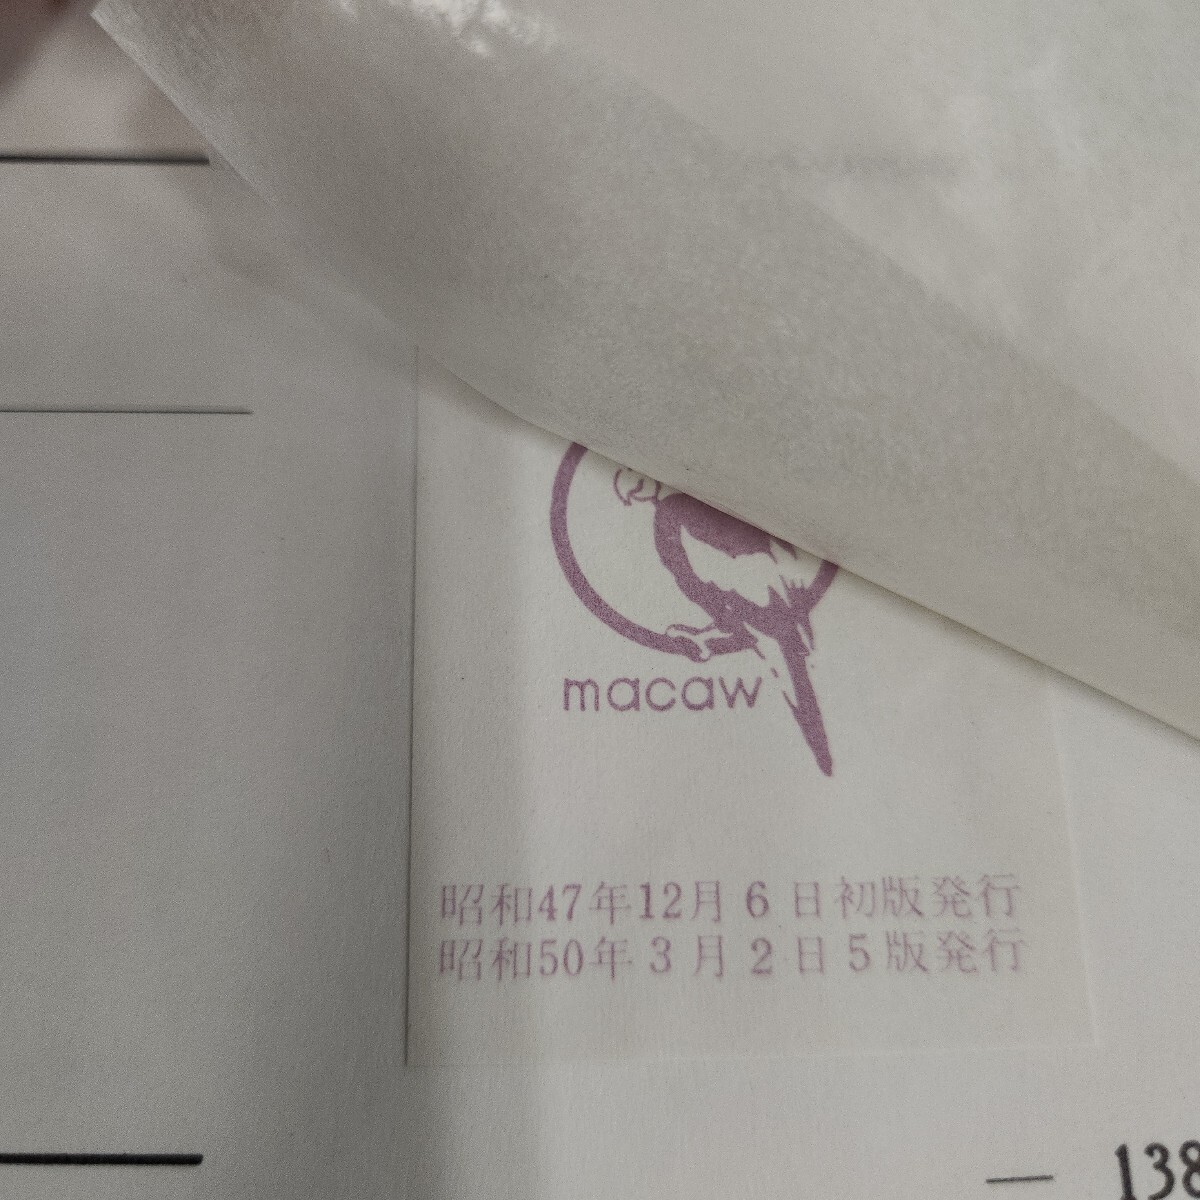 macaw
昭和47年12月6日初版発行
昭和50年3月2日5版発行
— 138